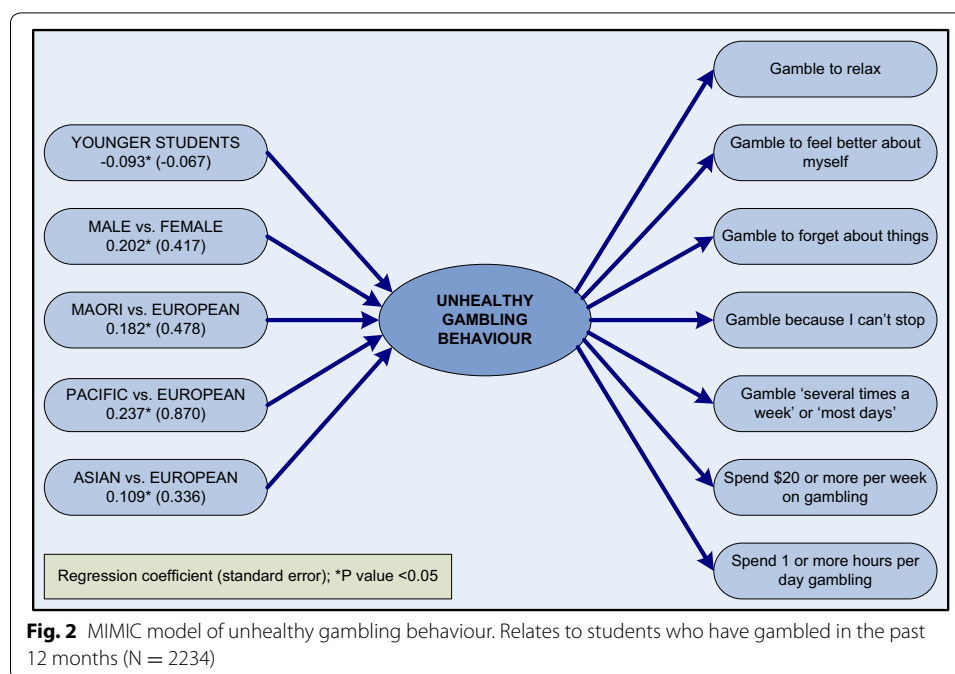 YOUNGER STUDENTS
-0.093* (-0.067)
MALE vs. FEMALE
0.202* (0.417)
MAORI vs. EUROPEAN
0.182* (0.478)
PACIFIC vs. EUROPEAN
0.237* (0.870)
ASIAN vs. EUROPEAN
0.109* (0.336)
Regression coefficient (standard error); *P value <0.05
UNHEALTHY
GAMBLING
BEHAVIOUR
Gamble to relax
Gamble to feel better about
myself
Gamble to forget about things
Gamble because I can't stop
Gamble ‘several times a
week’ or ‘most days’
Spend $20 or more per week
on gambling
Spend 1 or more hours per
day gambling
Fig. 2 MIMIC model of unhealthy gambling behaviour. Relates to students who have gambled in the past
12 months (N = 2234)